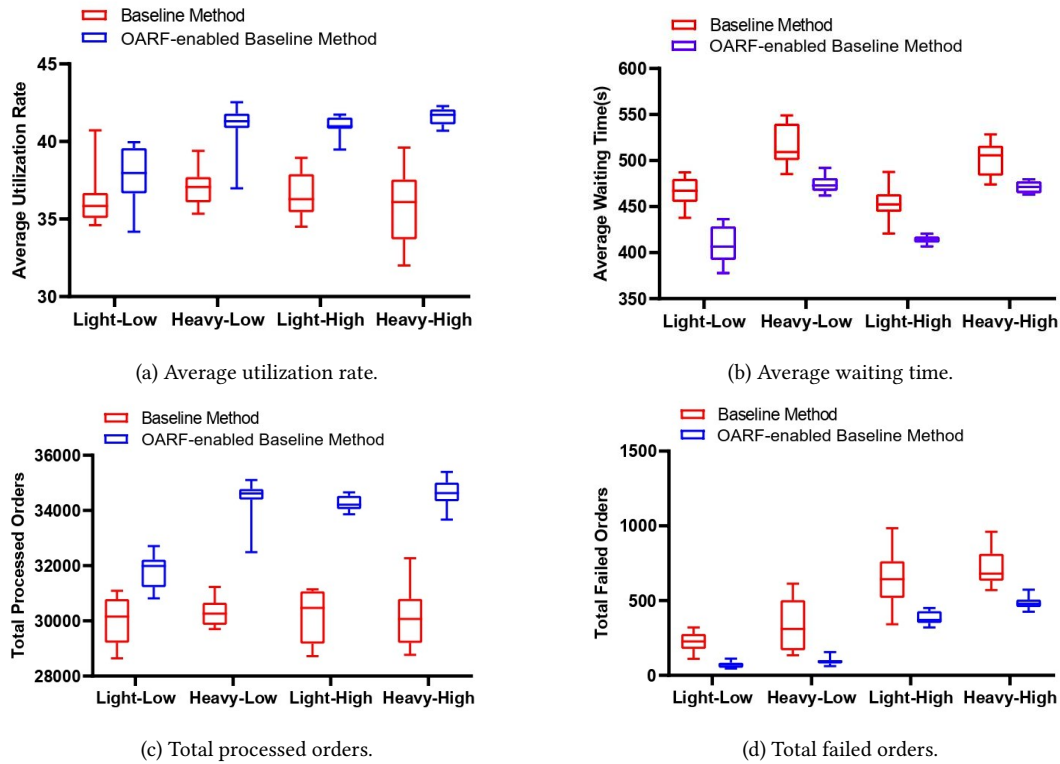 Baseline Method
OARF-enabled Baseline Method
Average Utilization Rate
45
40
35
30
Light-Low Heavy-Low Light-High Heavy-High
(a) Average utilization rate.
Baseline Method
OARF-enabled Baseline Method
Average Waiting Time(s)
600
550
500
450
400
350
Light-Low Heavy-Low Light-High Heavy-High
(b) Average waiting time.
Baseline Method
OARF-enabled Baseline Method
Total Processed Orders
36000
34000
32000
30000
28000
Light-Low Heavy-Low Light-High Heavy-High
(c) Total processed orders.
Baseline Method
OARF-enabled Baseline Method
Total Failed Orders
1500
1000
500
0
Light-Low Heavy-Low Light-High Heavy-High
(d) Total failed orders.